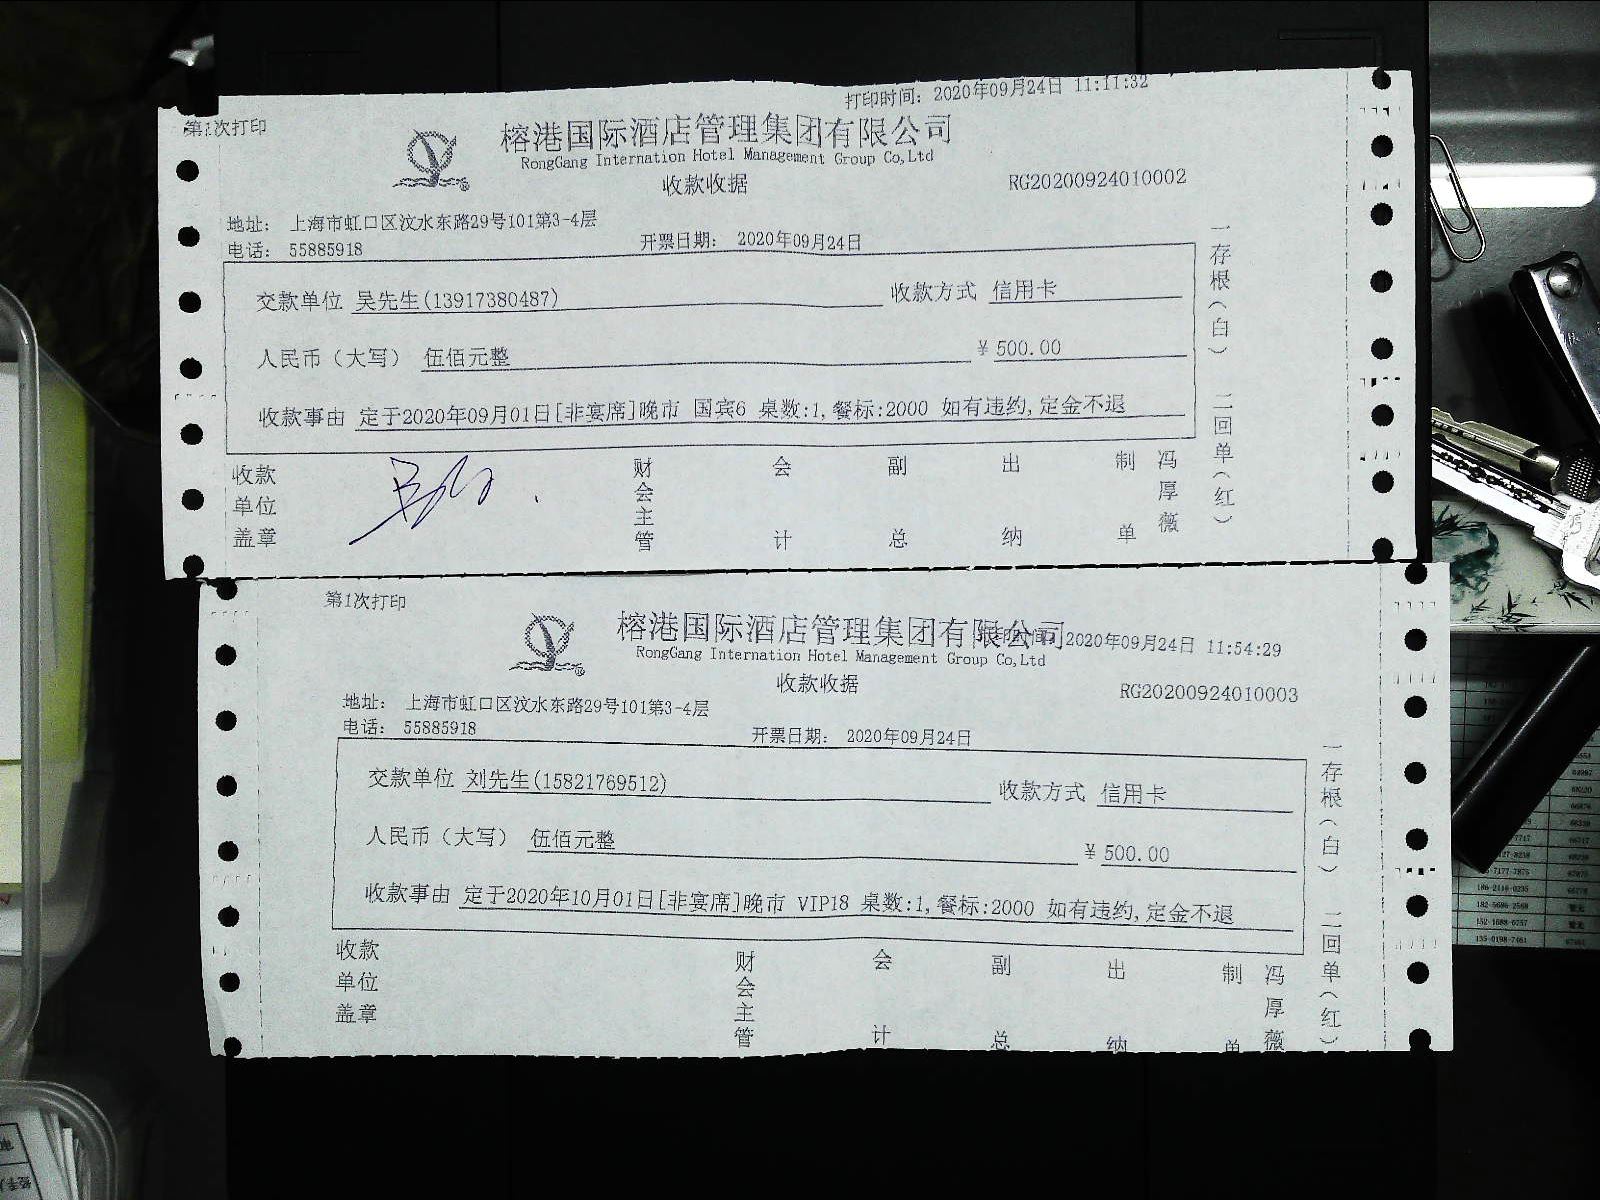 打印时间：2020年09月24日 11:11:32
第1次打印
榕港国际酒店管理集团有限公司
RongGang Internation Hotel Management Group Co,Ltd
收款收据
RG20200924010002
地址： 上海市虹口区汶水东路29号101第3-4层
电话： 55885918
开票日期： 2020年09月24日
交款单位 吴先生(13917380487)
收款方式 信用卡
人民币（大写） 伍佰元整
¥ 500.00
收款事由 定于2020年09月01日[非宴席]晚市 国宾6 桌数:1,餐标:2000 如有违约,定金不退
收款单位盖章
财会主管
会计
副总
出纳
制单
冯厚薇
一存根（白） 二回单（红）
第1次打印
榕港国际酒店管理集团有限公司
2020年09月24日 11:54:29
RongGang Internation Hotel Management Group Co,Ltd
收款收据
RG20200924010003
地址： 上海市虹口区汶水东路29号101第3-4层
电话： 55885918
开票日期： 2020年09月24日
交款单位 刘先生(15821769512)
收款方式 信用卡
人民币（大写） 伍佰元整
¥ 500.00
收款事由 定于2020年10月01日[非宴席]晚市 VIP18 桌数:1,餐标:2000 如有违约,定金不退
收款单位盖章
财会主管
会计
副总
出纳
制单
冯厚薇
一存根（白） 二回单（红）